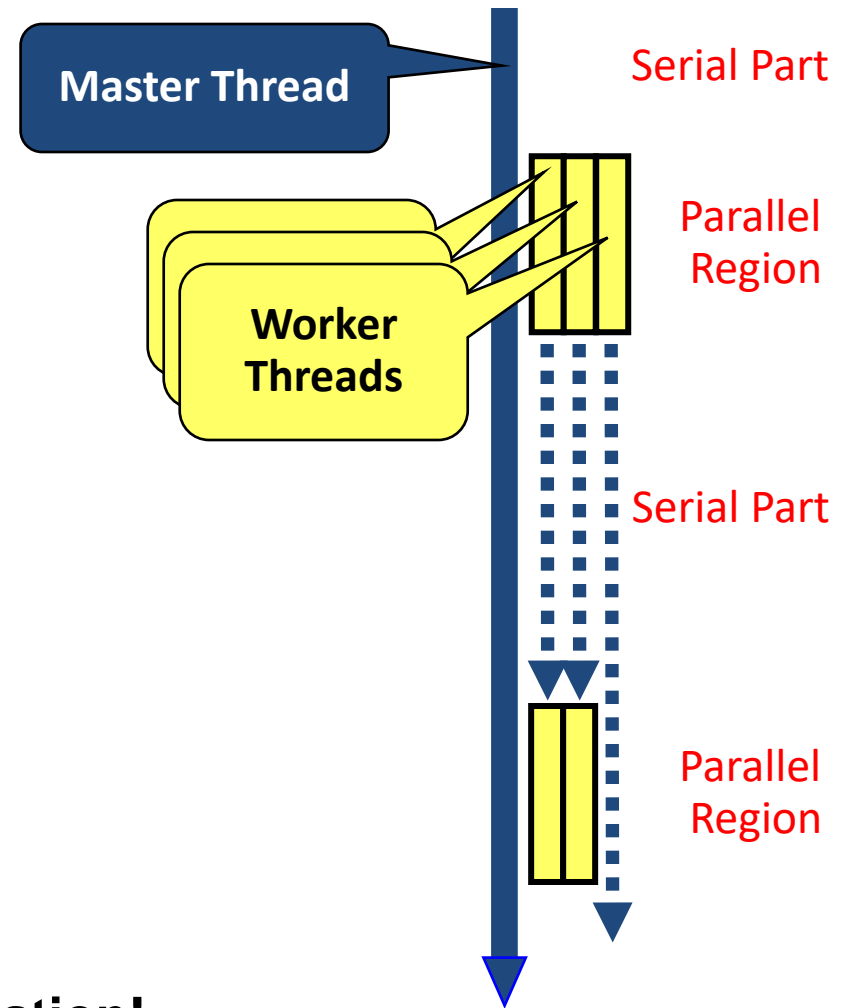 Master Thread
Serial Part
Parallel
Region
Worker
Threads
Serial Part
Parallel
Region